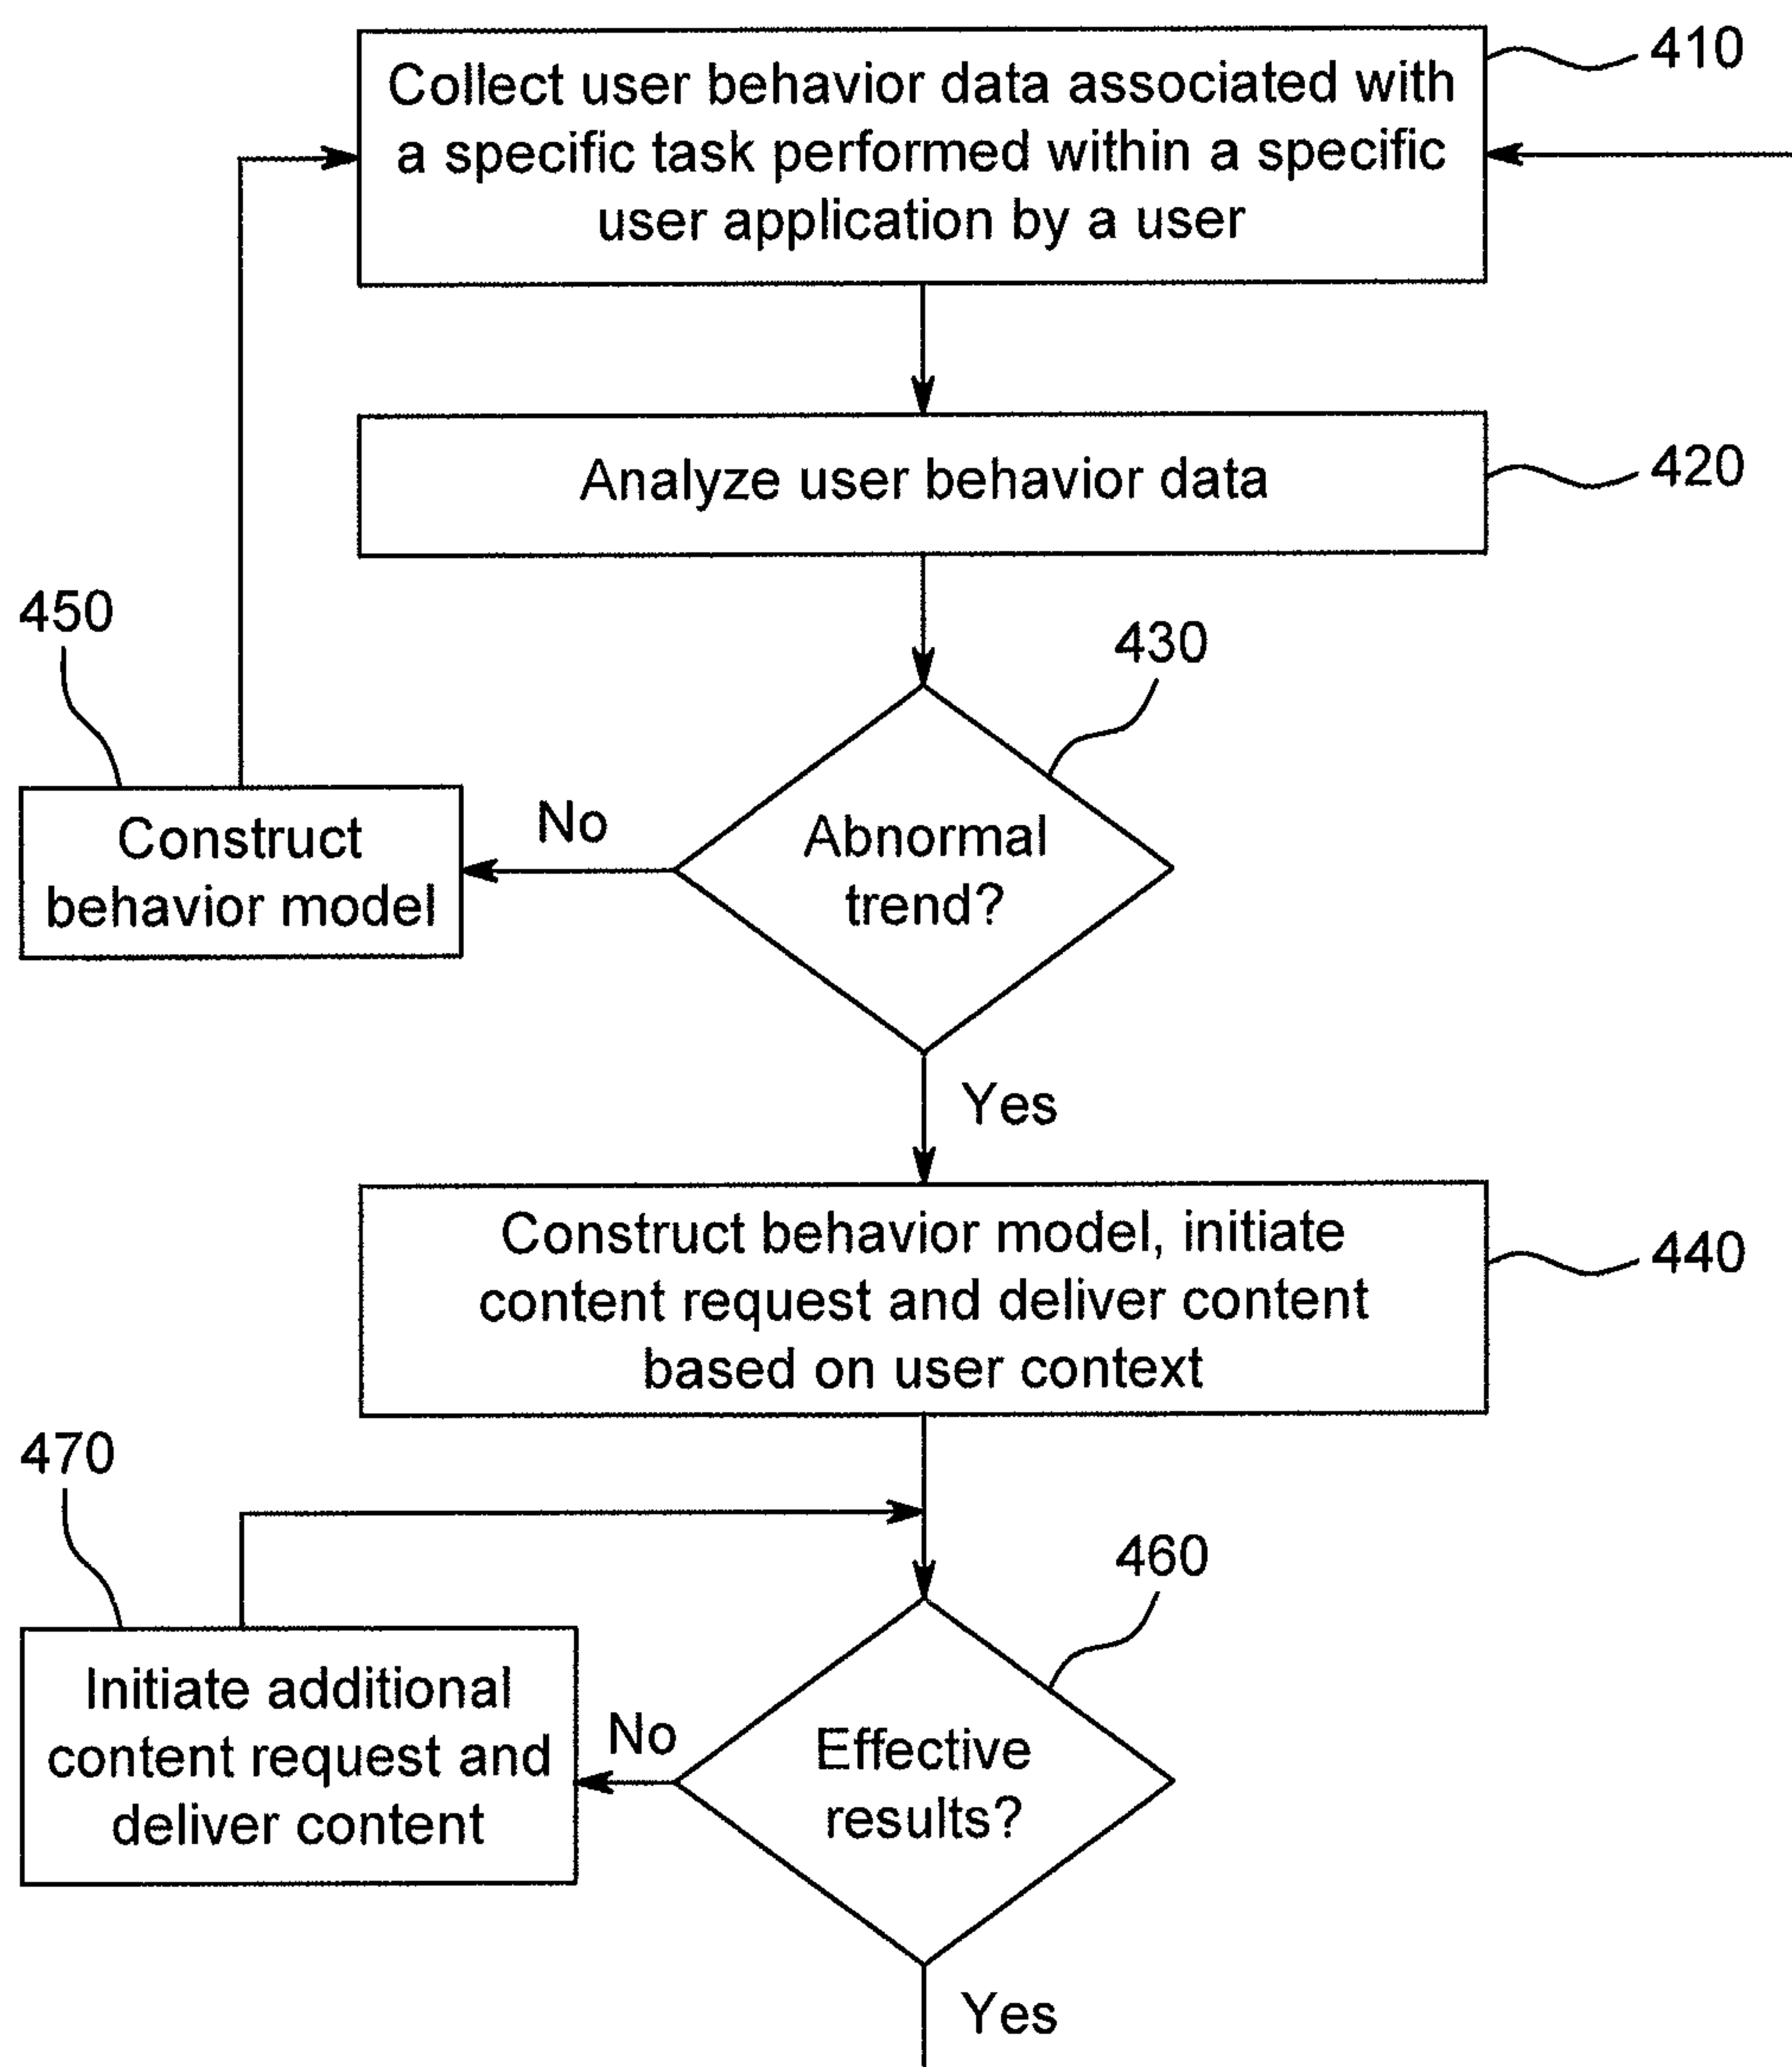 410
Collect user behavior data associated with
a specific task performed within a specific
user application by a user
420
Analyze user behavior data
450
430
Construct
behavior model
No
Abnormal
trend?
Yes
440
Construct behavior model, initiate
content request and deliver content
based on user context
470
460
Initiate additional
content request and
deliver content
No
Effective
results?
Yes